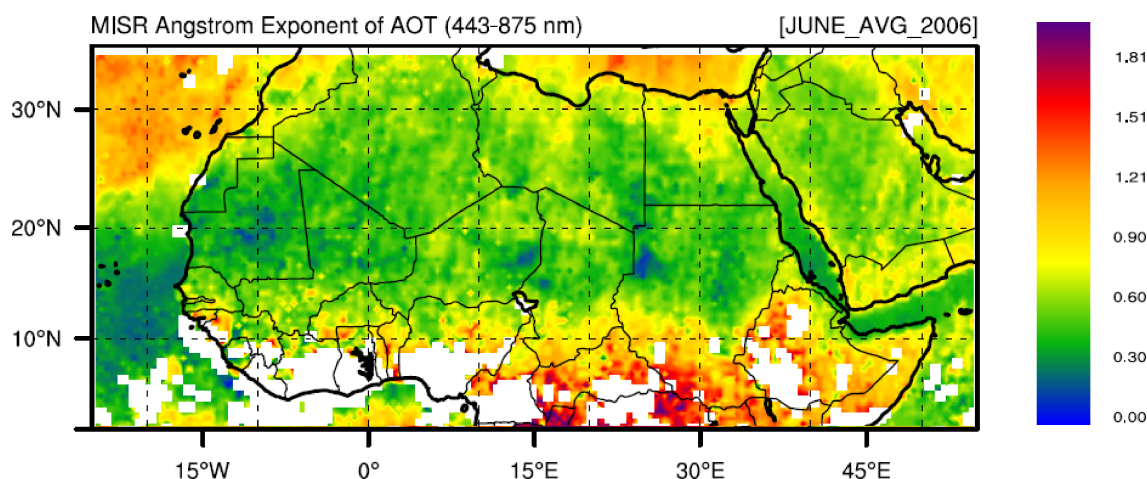 MISR Angstrom Exponent of AOT (443-875 nm) [JUNE_AVG_2006]
30°N
20°N
10°N
15°W 0° 15°E 30°E 45°E
1.81
1.51
1.21
0.90
0.60
0.30
0.00